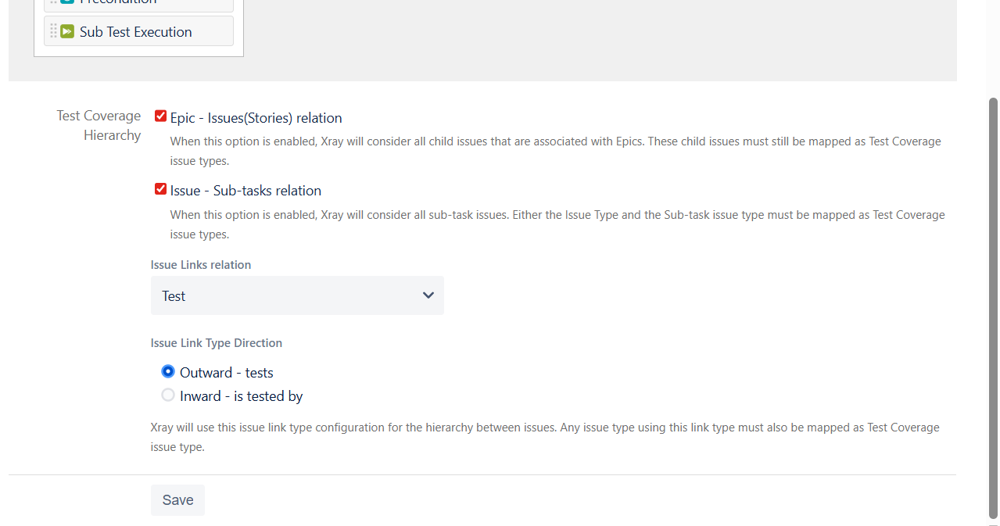 Precondition
Sub Test Execution
Test Coverage
Hierarchy
Epic - Issues(Stories) relation
When this option is enabled, Xray will consider all child issues that are associated with Epics. These child issues must still be mapped as Test Coverage
issue types.
Issue - Sub-tasks relation
When this option is enabled, Xray will consider all sub-task issues. Either the Issue Type and the Sub-task issue type must be mapped as Test Coverage
issue types.
Issue Links relation
Test
Issue Link Type Direction
Outward - tests
Inward - is tested by
Xray will use this issue link type configuration for the hierarchy between issues. Any issue type using this link type must also be mapped as Test Coverage
issue type.
Save